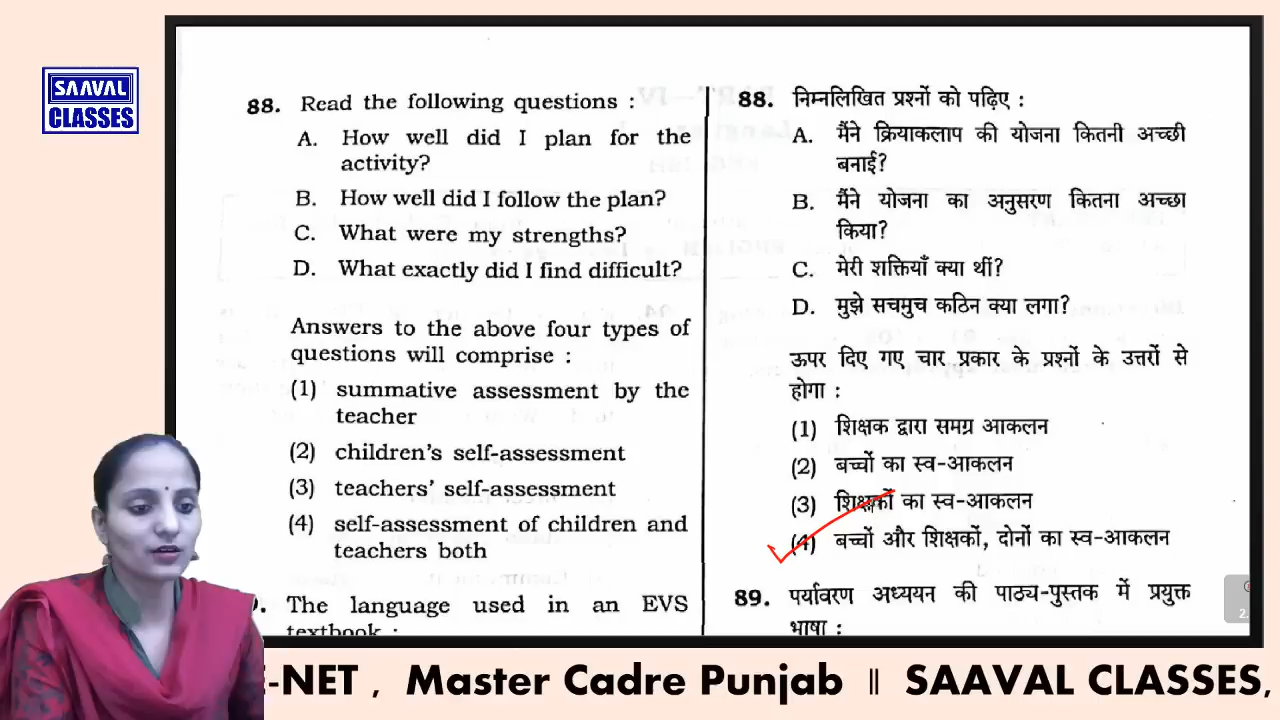 SAAVAL
CLASSES
88. Read the following questions :
A. How well did I plan for the
activity?
B. How well did I follow the plan?
C. What were my strengths?
D. What exactly did I find difficult?
Answers to the above four types of
questions will comprise :
(1) summative assessment by the
teacher
(2) children's self-assessment
(3) teachers' self-assessment
(4) self-assessment of children and
teachers both
The language used in an EVS
textbook :
88. निम्नलिखित प्रश्नों को पढ़िए :
A. मैंने क्रियाकलाप की योजना कितनी अच्छी
बनाई?
B. मैंने योजना का अनुसरण कितना अच्छा
किया?
C. मेरी शक्तियाँ क्या थीं?
D. मुझे सचमुच कठिन क्या लगा?
ऊपर दिए गए चार प्रकार के प्रश्नों के उत्तरों से
होगा :
(1) शिक्षक द्वारा समग्र आकलन
(2) बच्चों का स्व-आकलन
(3) शिक्षकों का स्व-आकलन
(4) बच्चों और शिक्षकों, दोनों का स्व-आकलन
89. पर्यावरण अध्ययन की पाठ्य-पुस्तक में प्रयुक्त
भाषा :
-NET , Master Cadre Punjab || SAAVAL CLASSES,